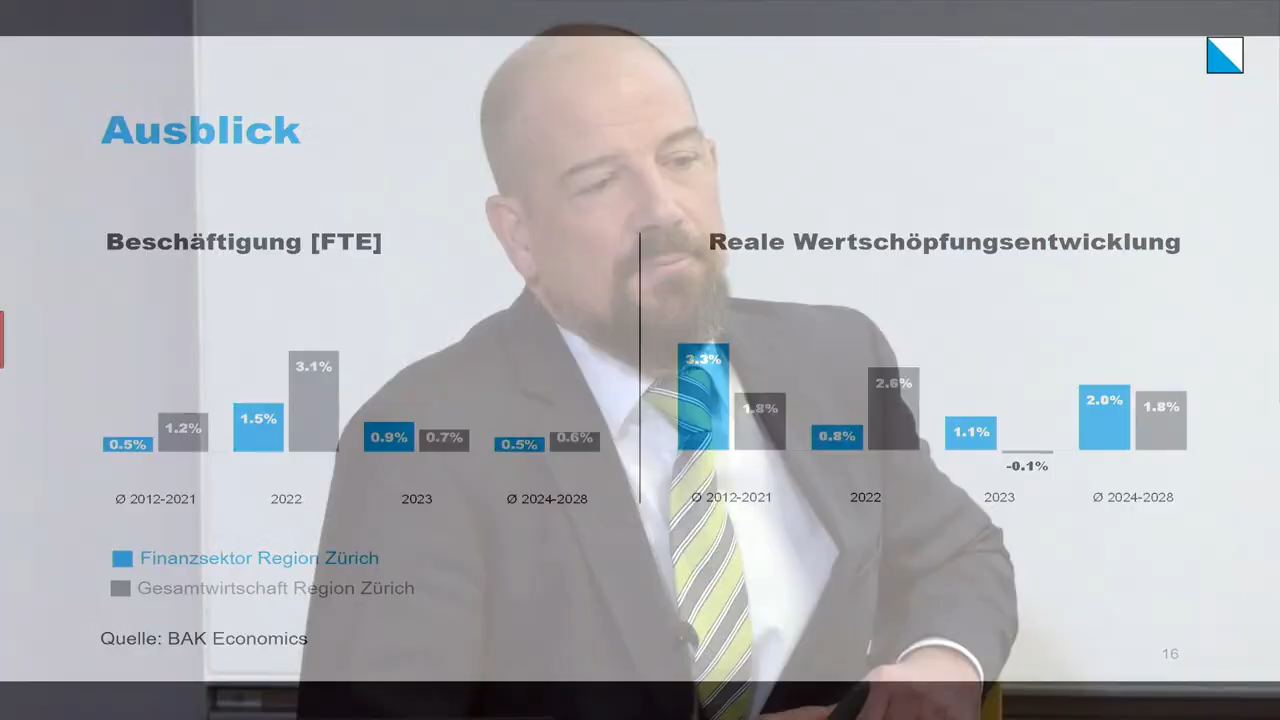 Ausblick
Beschäftigung [FTE]
3.1%
1.5%
1.2%
0.5%
0.9%
0.7%
0.5%
0.6%
Ø 2012-2021
2022
2023
Ø 2024-2028
Reale Wertschöpfungsentwicklung
3.3%
1.8%
0.8%
2.6%
1.1%
-0.1%
2.0%
1.8%
Ø 2012-2021
2022
2023
Ø 2024-2028
Finanzsektor Region Zürich
Gesamtwirtschaft Region Zürich
Quelle: BAK Economics
16